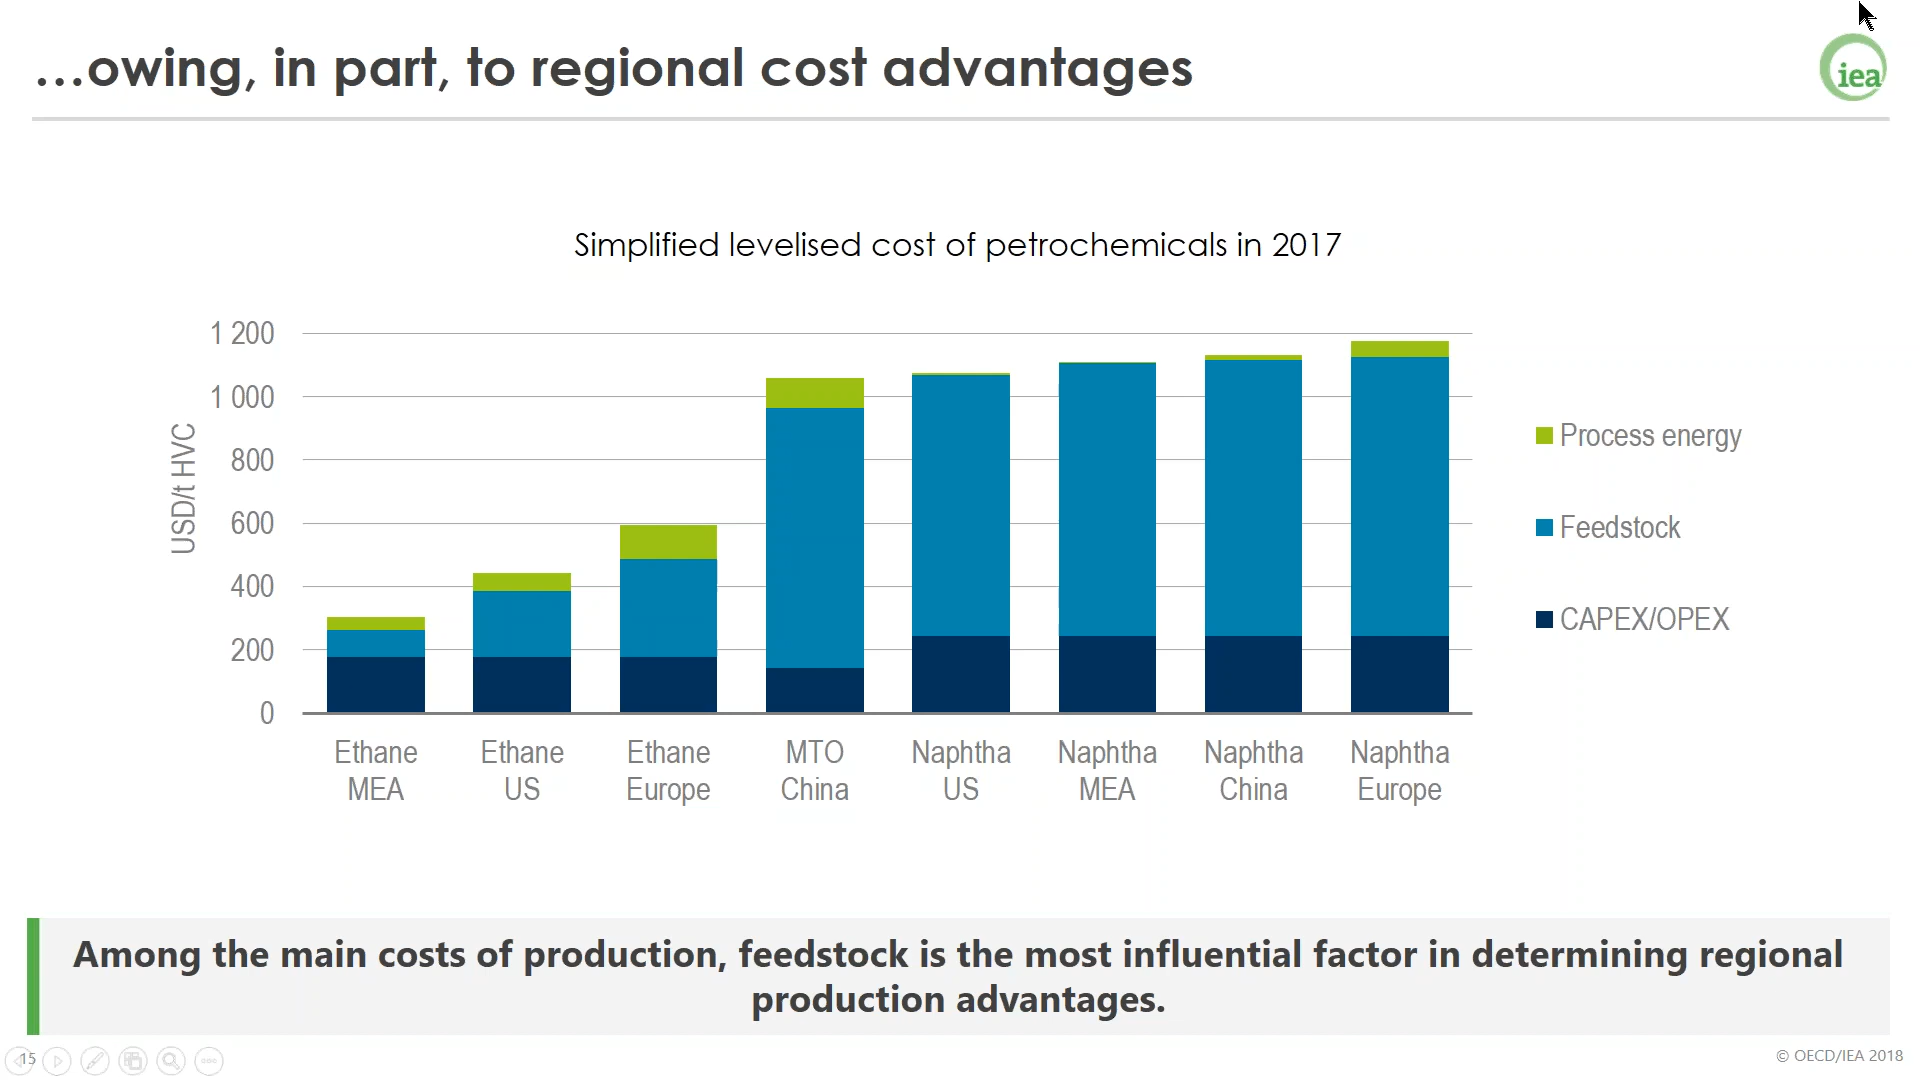 …owing, in part, to regional cost advantages
iea
Simplified levelised cost of petrochemicals in 2017
USD/t HVC
1 200
1 000
800
600
400
200
0
Ethane MEA
Ethane US
Ethane Europe
MTO China
Naphtha US
Naphtha MEA
Naphtha China
Naphtha Europe
Process energy
Feedstock
CAPEX/OPEX
Among the main costs of production, feedstock is the most influential factor in determining regional
production advantages.
15
© OECD/IEA 2018